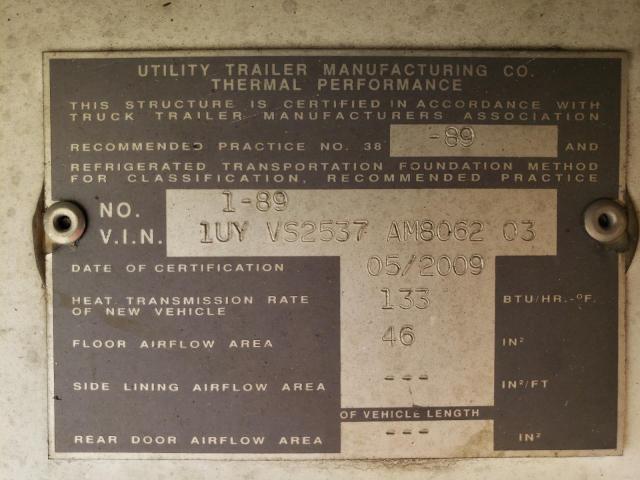 UTILITY TRAILER MANUFACTURING CO.
THERMAL PERFORMANCE
THIS STRUCTURE IS CERTIFIED IN ACCORDANCE WITH
TRUCK TRAILER MANUFACTURERS ASSOCIATION
RECOMMENDED PRACTICE NO. 38 -89 AND
REFRIGERATED TRANSPORTATION FOUNDATION METHOD
FOR CLASSIFICATION, RECOMMENDED PRACTICE
NO. 1-89
V.I.N. 1UY VS2537 AM8062 03
DATE OF CERTIFICATION 05/2009
HEAT TRANSMISSION RATE 133 BTU/HR.-°F.
OF NEW VEHICLE
FLOOR AIRFLOW AREA 46 IN²
SIDE LINING AIRFLOW AREA --- IN²/FT
OF VEHICLE LENGTH
REAR DOOR AIRFLOW AREA --- IN²